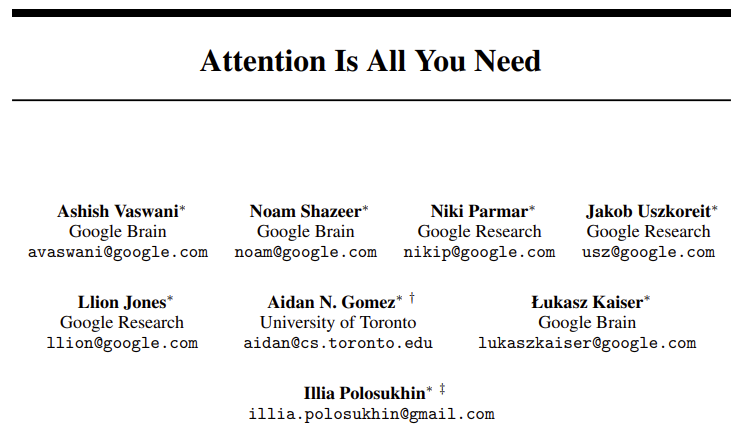 Attention Is All You Need
Ashish Vaswani* Noam Shazeer* Niki Parmar* Jakob Uszkoreit*
Google Brain Google Brain Google Research Google Research
avaswani@google.com noam@google.com nikip@google.com usz@google.com
Llion Jones* Aidan N. Gomez* † Łukasz Kaiser*
Google Research University of Toronto Google Brain
llion@google.com aidan@cs.toronto.edu lukaszkaiser@google.com
Illia Polosukhin* ‡
illia.polosukhin@gmail.com